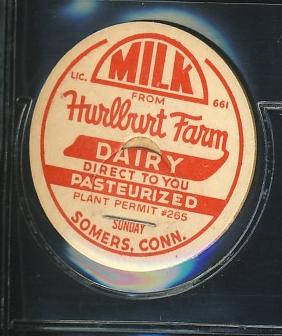 MILK
LIC. FROM 661
Hurlburt Farm
DAIRY
DIRECT TO YOU
PASTEURIZED
PLANT PERMIT #265
SUNDAY
SOMERS, CONN.